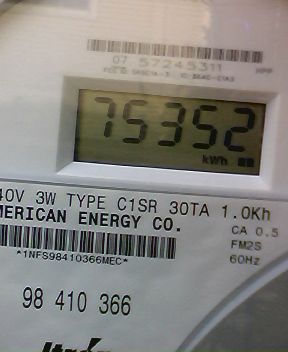 07 57245311
75352
kWh
40V 3W TYPE C1SR 30TA 1.0Kh
MERICAN ENERGY CO.
CA 0.5
FM2S
60Hz
*1NFS98410366MEC*
98 410 366
Itron